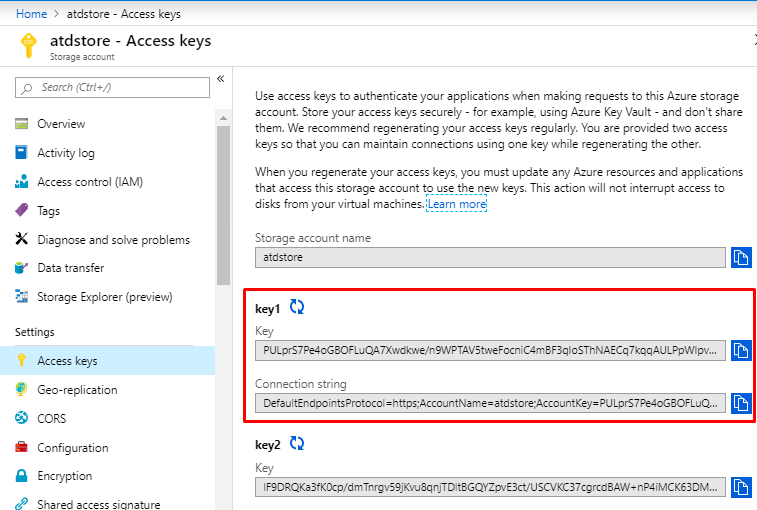 Home > atdstore - Access keys
atdstore - Access keys
Storage account
Search (Ctrl+/)
Overview
Activity log
Access control (IAM)
Tags
Diagnose and solve problems
Data transfer
Storage Explorer (preview)
Settings
Access keys
Geo-replication
CORS
Configuration
Encryption
Shared access signature
Use access keys to authenticate your applications when making requests to this Azure storage
account. Store your access keys securely - for example, using Azure Key Vault - and don't share
them. We recommend regenerating your access keys regularly. You are provided two access
keys so that you can maintain connections using one key while regenerating the other.
When you regenerate your access keys, you must update any Azure resources and applications
that access this storage account to use the new keys. This action will not interrupt access to
disks from your virtual machines. Learn more
Storage account name
atdstore
key1
Key
Connection string
DefaultEndpointsProtocol=https;AccountName=atdstore;AccountKey=PULprS7Pe4oGBOFLuQ...
key2
Key